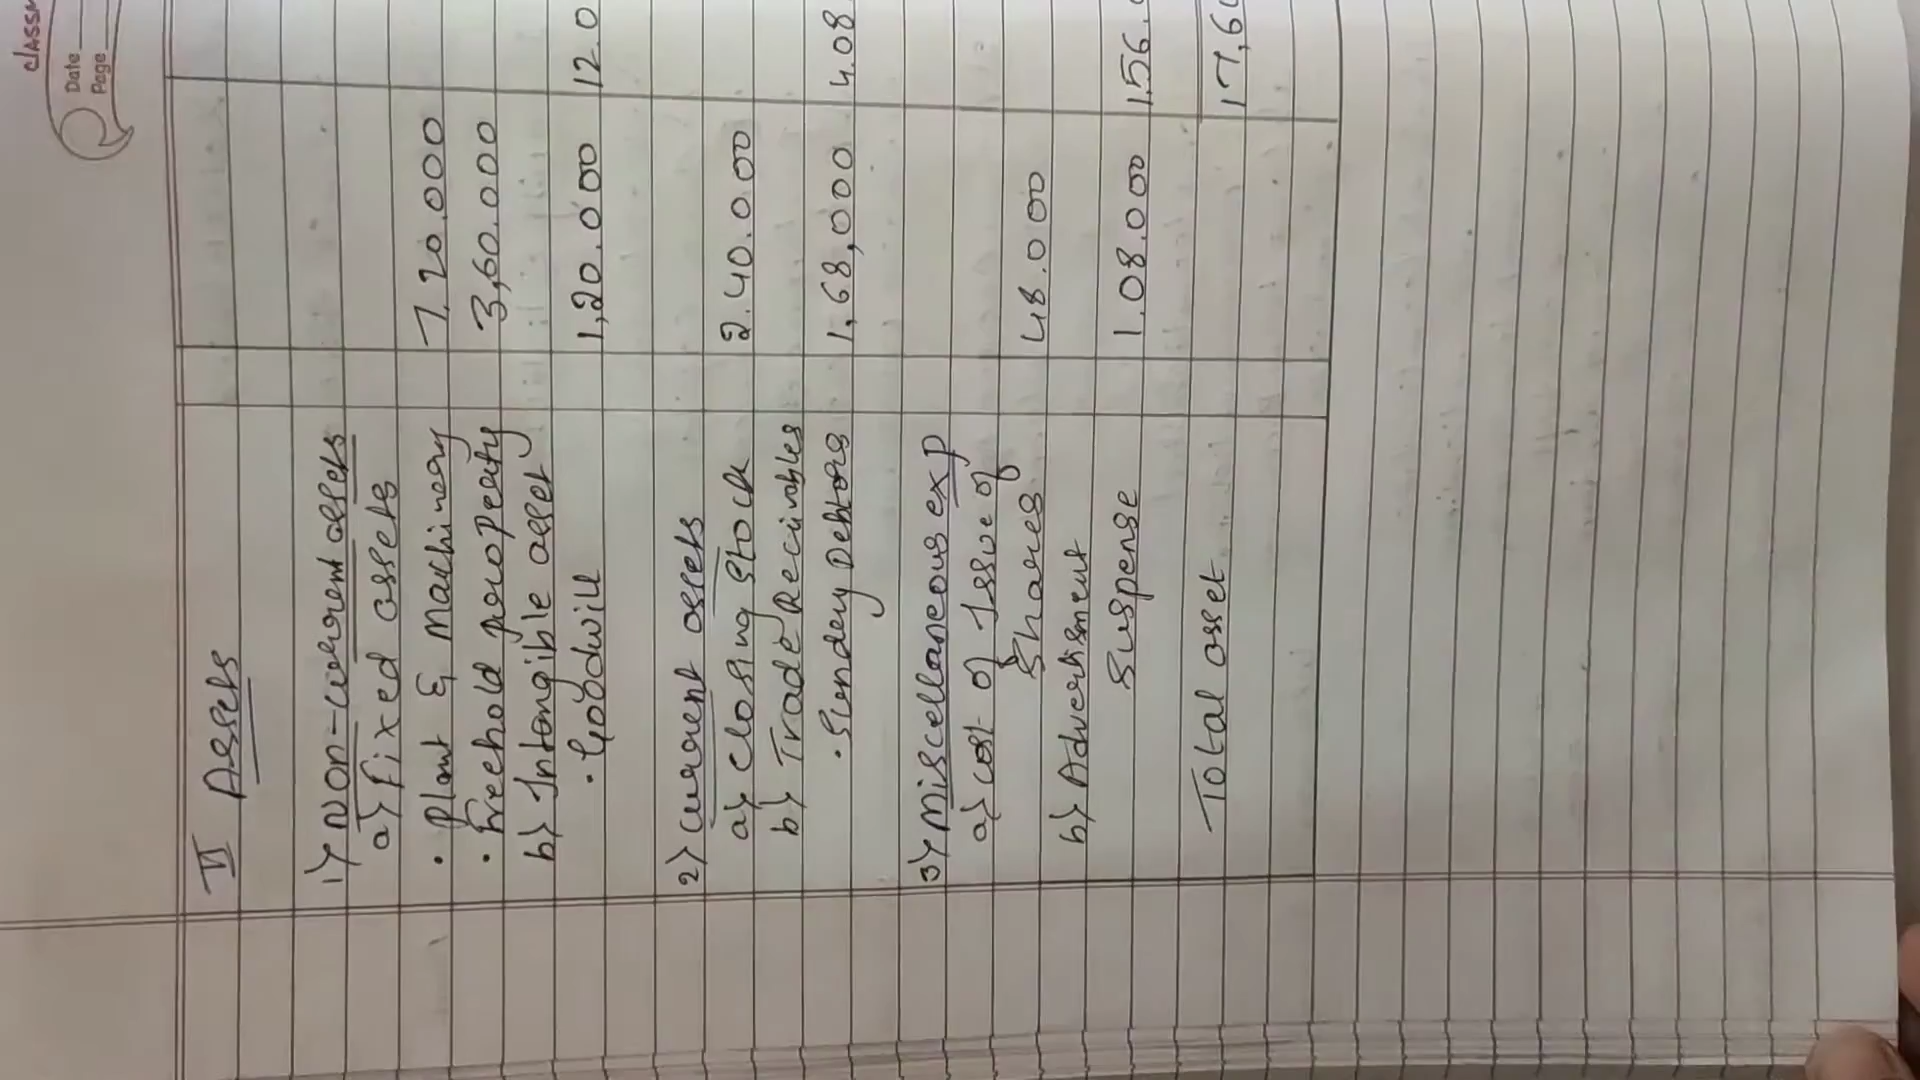 classm
Date
Page
II Assets
1) Non-current assets
a) Fixed assets
• Plant & Machinery 7.20.000
• Freehold property 3,60.000
b) Intangible asset
• Goodwill 1,20.000 12.0
2) Current assets
a) Closing stock 2.40.000
b) Trade Receivables
• Sundry Debtors 1,68,000 4.08
3) Miscellaneous exp
a) cost of Issue of
Shares 48.000
b) Advertisment
Suspense 1.08.000 1.56.0
Total asset 17,60